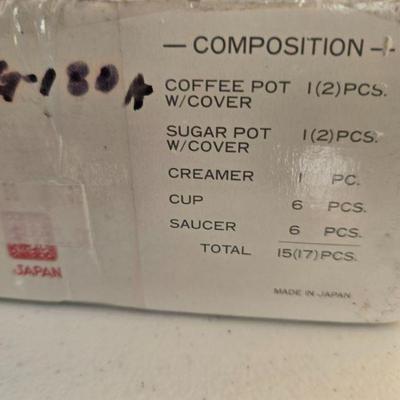 — COMPOSITION —
G-180A
COFFEE POT 1(2)PCS.
W/COVER
SUGAR POT 1(2)PCS.
W/COVER
CREAMER 1 PC.
CUP 6 PCS.
SAUCER 6 PCS.
TOTAL 15(17)PCS.
JAPAN
MADE IN JAPAN